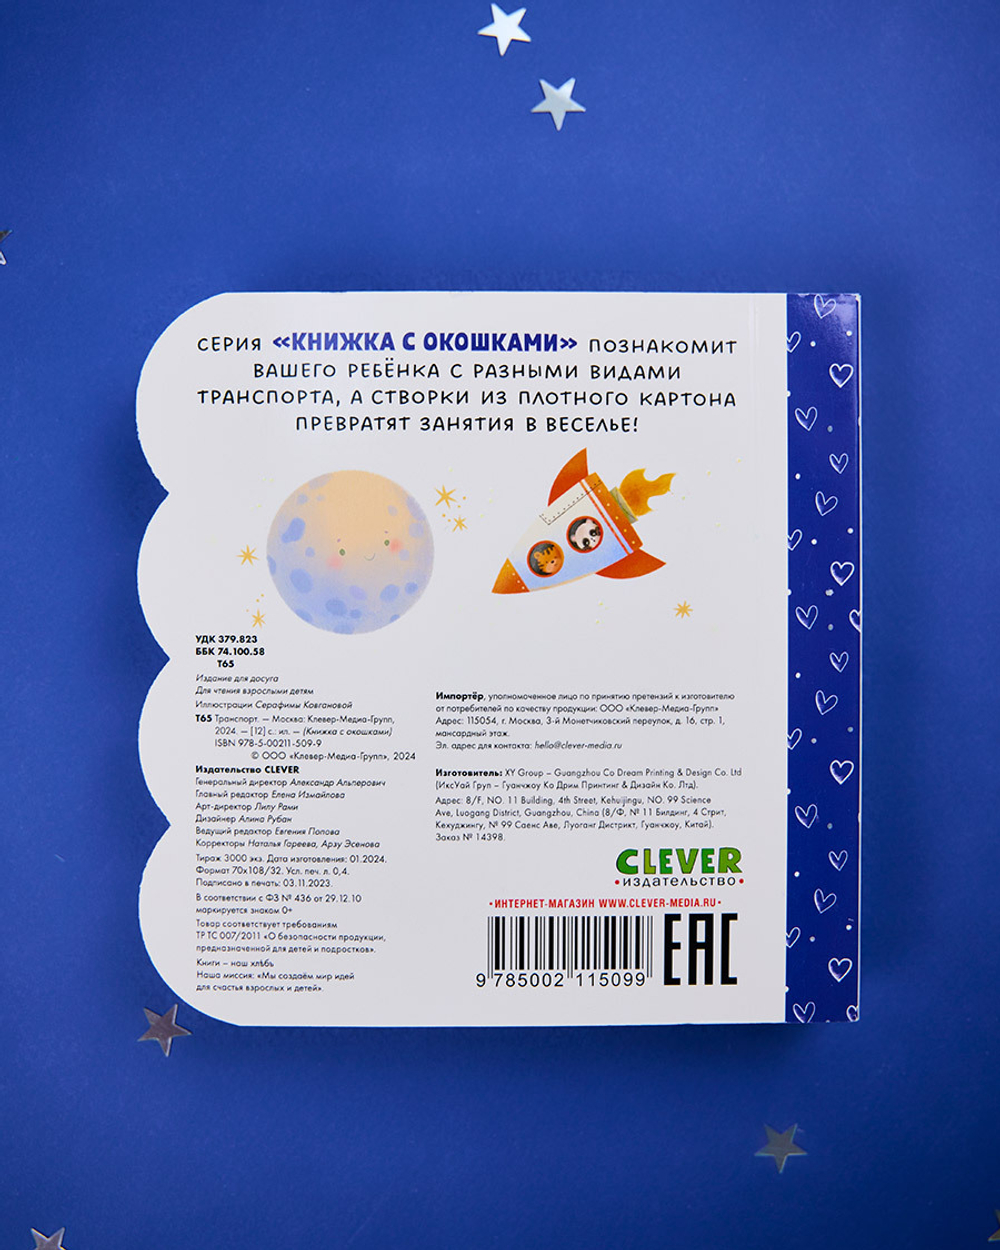 СЕРИЯ «КНИЖКА С ОКОШКАМИ» ПОЗНАКОМИТ
ВАШЕГО РЕБЁНКА С РАЗНЫМИ ВИДАМИ
ТРАНСПОРТА, А СТВОРКИ ИЗ ПЛОТНОГО КАРТОНА
ПРЕВРАТЯТ ЗАНЯТИЯ В ВЕСЕЛЬЕ!
УДК 379.823
ББК 74.100.58
Т65
Издание для досуга
Для чтения взрослыми детям
Иллюстрации Серафимы Ковгановой
Т65 Транспорт. — Москва: Клевер-Медиа-Групп,
2024. — [12] с.: ил. — (Книжка с окошками)
ISBN 978-5-00211-509-9
© ООО «Клевер-Медиа-Групп», 2024
Издательство CLEVER
Генеральный директор Александр Альперович
Главный редактор Елена Измайлова
Арт-директор Лилу Рами
Дизайнер Алина Рубан
Ведущий редактор Евгения Попова
Корректоры Наталья Гареева, Арзу Эсенова
Тираж 3000 экз. Дата изготовления: 01.2024.
Формат 70х108/32. Усл. печ. л. 0,4.
Подписано в печать: 03.11.2023.
В соответствии с ФЗ № 436 от 29.12.10
маркируется знаком 0+
Товар соответствует требованиям
ТР ТС 007/2011 «О безопасности продукции,
предназначенной для детей и подростков».
Книги — наш хлѣбъ
Наша миссия: «Мы создаём мир идей
для счастья взрослых и детей».
Импортёр, уполномоченное лицо по принятию претензий к изготовителю
от потребителей по качеству продукции: ООО «Клевер-Медиа-Групп»
Адрес: 115054, г. Москва, 3-й Монетчиковский переулок, д. 16, стр. 1,
мансардный этаж.
Эл. адрес для контакта: hello@clever-media.ru
Изготовитель: XY Group – Guangzhou Co Dream Printing & Design Co. Ltd
(ИксУай Груп – Гуанчжоу Ко Дрим Принтинг & Дизайн Ко. Лтд).
Адрес: 8/F, NO. 11 Building, 4th Street, Kehujingu, NO. 99 Science
Ave, Luogang District, Guangzhou, China (8/Ф, № 11 Билдинг, 4 Стрит,
Кехуджингу, № 99 Саенс Аве, Луоганг Дистрикт, Гуанчжоу, Китай).
Заказ № 14398.
CLEVER
•ИЗДАТЕЛЬСТВО•
•ИНТЕРНЕТ-МАГАЗИН WWW.CLEVER-MEDIA.RU•
9 785002 115099
EAC